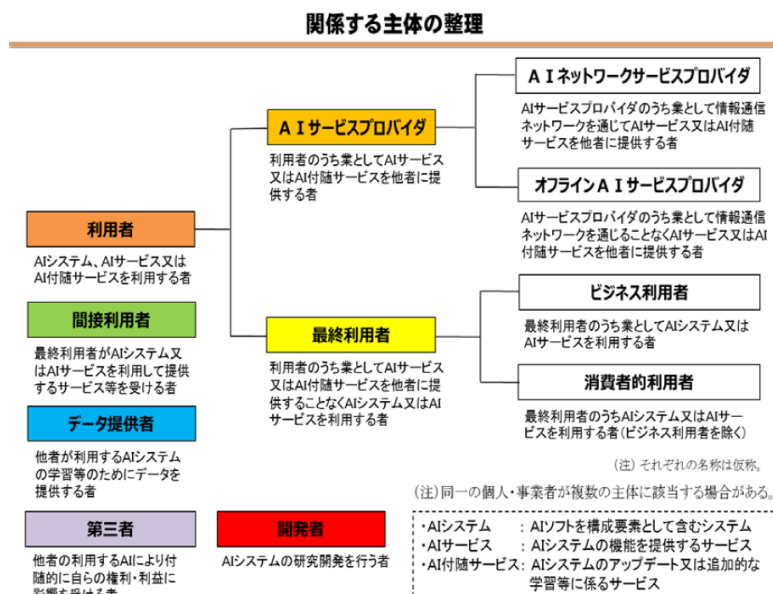 関係する主体の整理
AIネットワークサービスプロバイダ
AIサービスプロバイダのうち業として情報通信
ネットワークを通じてAIサービス又はAI付随
サービスを他者に提供する者
AIサービスプロバイダ
利用者のうち業としてAIサービス
又はAI付随サービスを他者に提
供する者
オフラインAIサービスプロバイダ
AIサービスプロバイダのうち業として情報通信
ネットワークを通じることなくAIサービス又はAI
付随サービスを他者に提供する者
利用者
AIシステム、AIサービス又は
AI付随サービスを利用する者
間接利用者
最終利用者がAIシステム又
はAIサービスを利用して提供
するサービス等を受ける者
最終利用者
利用者のうち業としてAIサービス
又はAI付随サービスを他者に提
供することなくAIシステム又はAI
サービスを利用する者
ビジネス利用者
最終利用者のうち業としてAIシステム又は
AIサービスを利用する者
消費者的利用者
最終利用者のうちAIシステム又はAIサー
ビスを利用する者(ビジネス利用者を除く)
データ提供者
他者が利用するAIシステム
の学習等のためにデータを
提供する者
(注) それぞれの名称は仮称。
(注)同一の個人・事業者が複数の主体に該当する場合がある。
第三者
他者の利用するAIにより付
随的に自らの権利・利益に
影響を受ける者
開発者
AIシステムの研究開発を行う者
・AIシステム : AIソフトを構成要素として含むシステム
・AIサービス : AIシステムの機能を提供するサービス
・AI付随サービス: AIシステムのアップデート又は追加的な
学習等に係るサービス